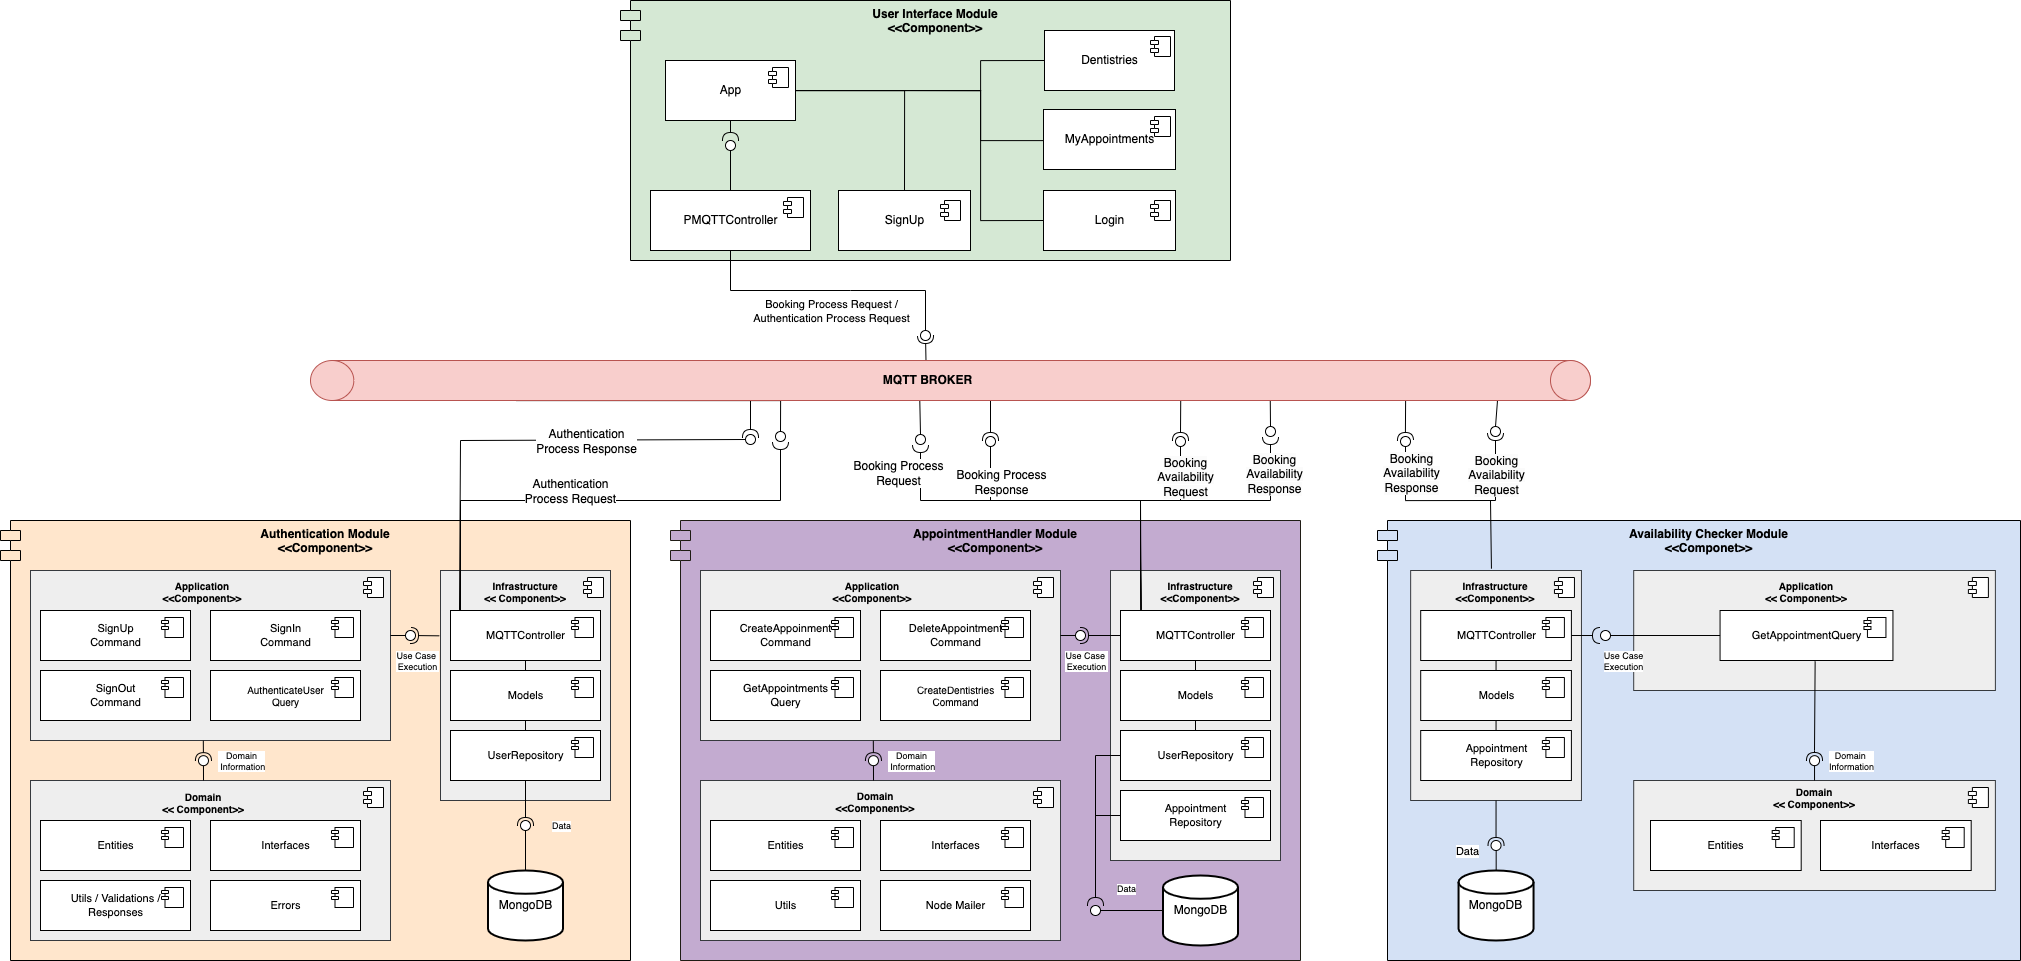 User Interface Module
<<Component>>
App
Dentistries
MyAppointments
PMQTTController
SignUp
Login
Booking Process Request /
Authentication Process Request
MQTT BROKER
Authentication
Process Response
Authentication
Process Request
Booking Process
Request
Booking Process
Response
Booking
Availability
Request
Booking
Availability
Response
Booking
Availability
Response
Booking
Availability
Request
Authentication Module
<<Component>>
Application
<<Component>>
SignUp
Command
SignIn
Command
SignOut
Command
AuthenticateUser
Query
Use Case
Execution
Infrastructure
<< Component>>
MQTTController
Models
UserRepository
Domain
Information
Domain
<< Component>>
Entities
Interfaces
Utils / Validations /
Responses
Errors
Data
MongoDB
AppointmentHandler Module
<<Component>>
Application
<<Component>>
CreateAppoinment
Command
DeleteAppointment
Command
GetAppointments
Query
CreateDentistries
Command
Use Case
Execution
Infrastructure
<<Component>>
MQTTController
Models
UserRepository
Appointment
Repository
Domain
Information
Domain
<<Component>>
Entities
Interfaces
Utils
Node Mailer
Data
MongoDB
Availability Checker Module
<<Componet>>
Infrastructure
<<Component>>
MQTTController
Models
Appointment
Repository
Use Case
Execution
Application
<< Component>>
GetAppointmentQuery
Domain
Information
Domain
<< Component>>
Entities
Interfaces
Data
MongoDB